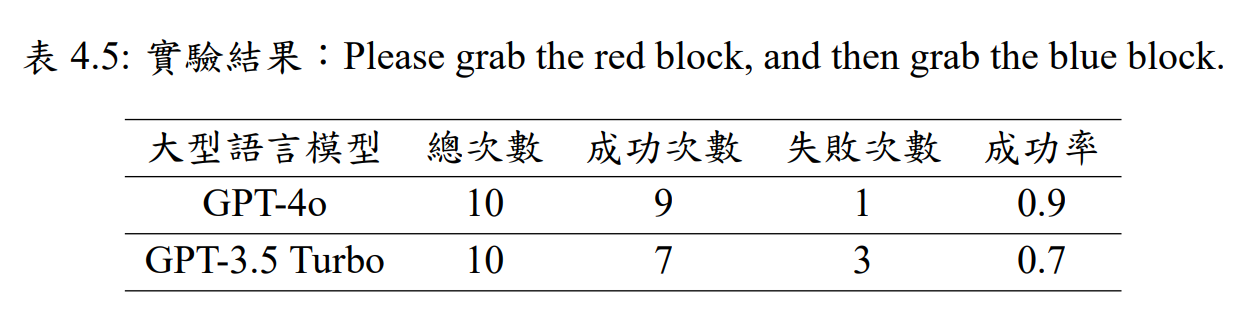 表 4.5: 實驗結果：Please grab the red block, and then grab the blue block.
大型語言模型 總次數 成功次數 失敗次數 成功率
GPT-4o 10 9 1 0.9
GPT-3.5 Turbo 10 7 3 0.7